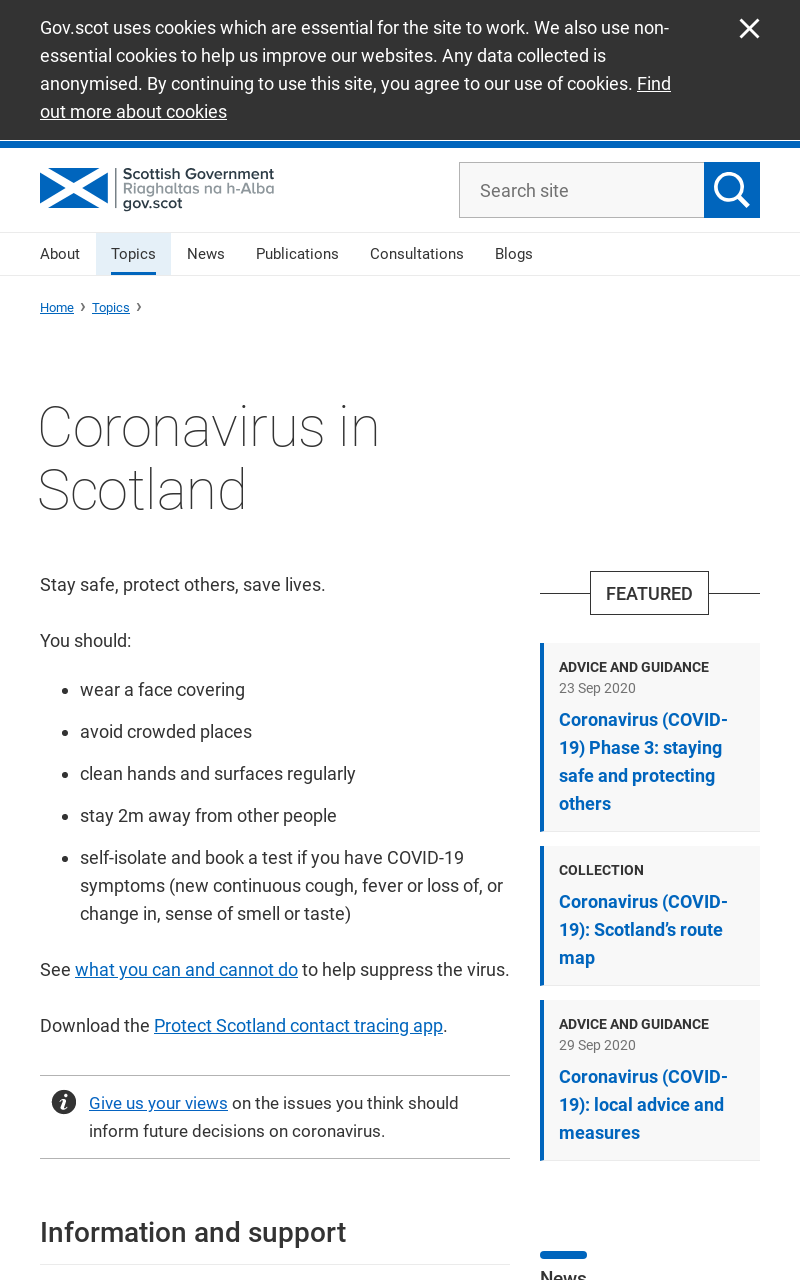 Gov.scot uses cookies which are essential for the site to work. We also use non-
essential cookies to help us improve our websites. Any data collected is
anonymised. By continuing to use this site, you agree to our use of cookies. Find
out more about cookies
Scottish Government
Riaghaltas na h-Alba
gov.scot
Search site
About
Topics
News
Publications
Consultations
Blogs
Home › Topics ›
Coronavirus in
Scotland
Stay safe, protect others, save lives.
You should:
• wear a face covering
• avoid crowded places
• clean hands and surfaces regularly
• stay 2m away from other people
• self-isolate and book a test if you have COVID-19
symptoms (new continuous cough, fever or loss of, or
change in, sense of smell or taste)
See what you can and cannot do to help suppress the virus.
Download the Protect Scotland contact tracing app.
Give us your views on the issues you think should
inform future decisions on coronavirus.
Information and support
FEATURED
ADVICE AND GUIDANCE
23 Sep 2020
Coronavirus (COVID-
19) Phase 3: staying
safe and protecting
others
COLLECTION
Coronavirus (COVID-
19): Scotland’s route
map
ADVICE AND GUIDANCE
29 Sep 2020
Coronavirus (COVID-
19): local advice and
measures
News